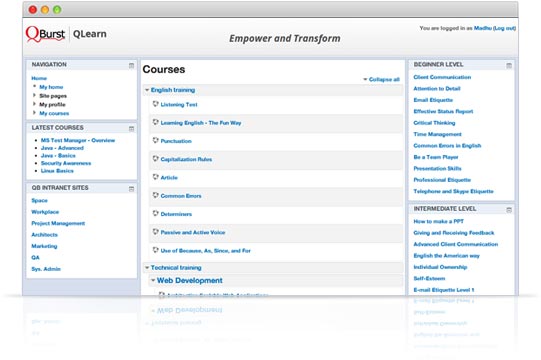 QBurst QLearn
Empower and Transform
You are logged in as Madhu (Log out)
NAVIGATION
Home
My home
Site pages
My profile
My courses
LATEST COURSES
MS Test Manager - Overview
Java - Advanced
Java - Basics
Security Awareness
Linux Basics
QB INTRANET SITES
Space
Workplace
Project Management
Architects
Marketing
QA
Sys. Admin
Courses
Collapse all
English training
Listening Test
Learning English - The Fun Way
Punctuation
Capitalization Rules
Article
Common Errors
Determiners
Passive and Active Voice
Use of Because, As, Since, and For
Technical training
Web Development
BEGINNER LEVEL
Client Communication
Attention to Detail
Email Etiquette
Effective Status Report
Critical Thinking
Time Management
Common Errors in English
Be a Team Player
Presentation Skills
Professional Etiquette
Telephone and Skype Etiquette
INTERMEDIATE LEVEL
How to make a PPT
Giving and Receiving Feedback
Advanced Client Communication
English the American way
Individual Ownership
Self-Esteem
E-mail Etiquette Level 1